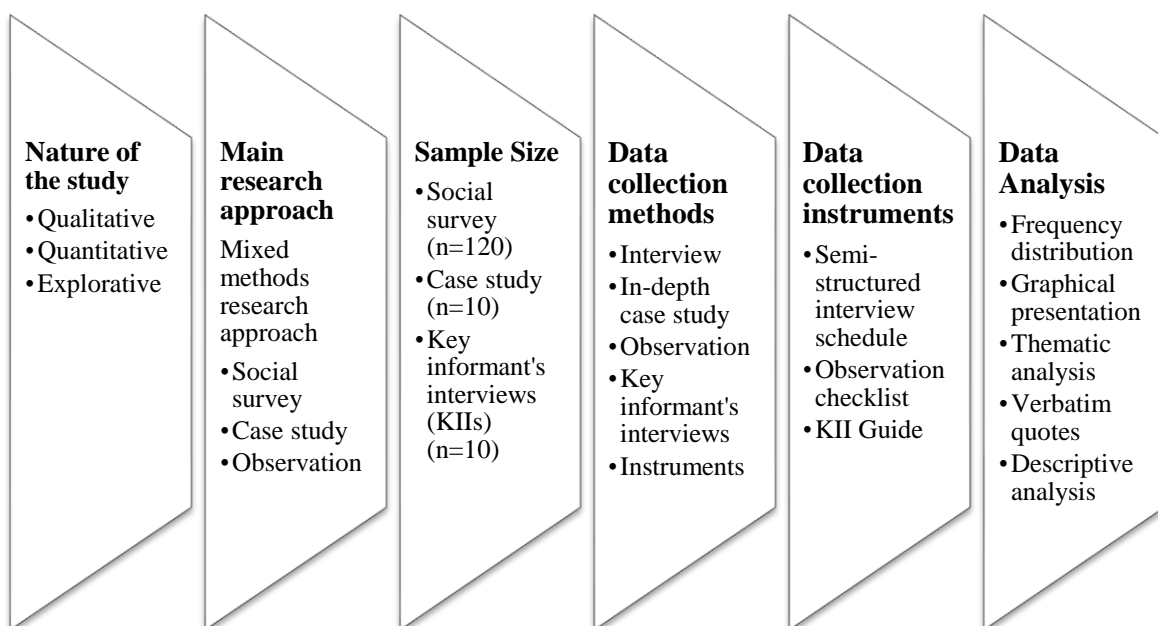 Nature of
the study
•Qualitative
•Quantitative
•Explorative
Main
research
approach
Mixed
methods
research
approach
•Social
survey
•Case study
•Observation
Sample Size
•Social
survey
(n=120)
•Case study
(n=10)
•Key
informant's
interviews
(KIIs)
(n=10)
Data
collection
methods
•Interview
•In-depth
case study
•Observation
•Key
informant's
interviews
•Instruments
Data
collection
instruments
•Semi-
structured
interview
schedule
•Observation
checklist
•KII Guide
Data
Analysis
•Frequency
distribution
•Graphical
presentation
•Thematic
analysis
•Verbatim
quotes
•Descriptive
analysis